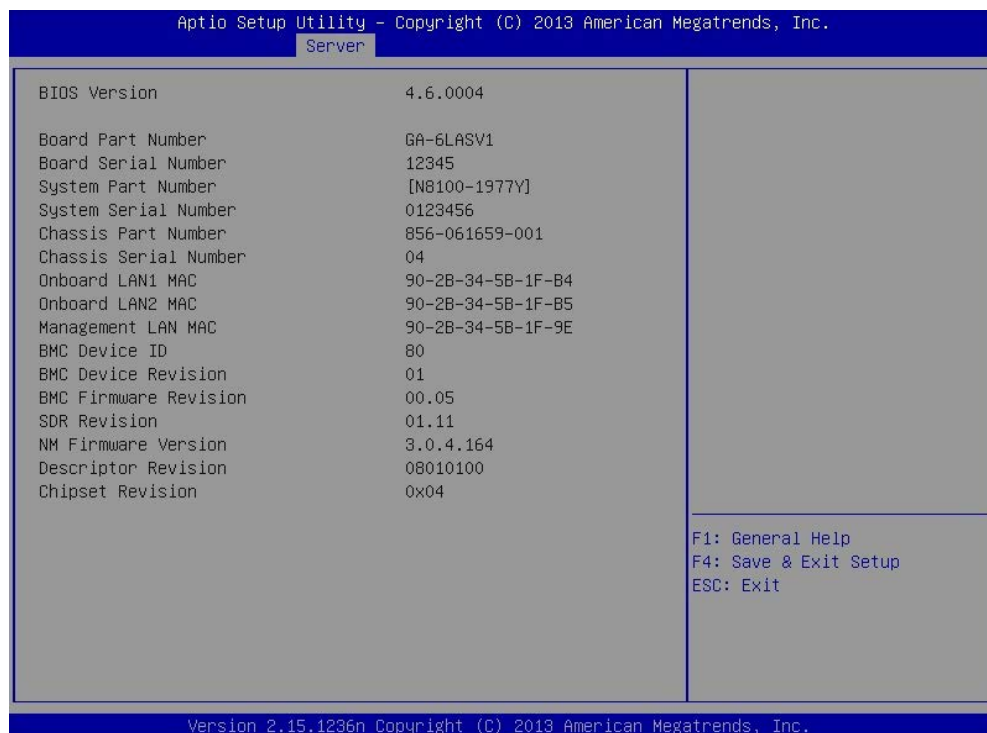 Aptio Setup Utility – Copyright (C) 2013 American Megatrends, Inc.
Server
BIOS Version 4.6.0004
Board Part Number GA-6LASV1
Board Serial Number 12345
System Part Number [N8100-1977Y]
System Serial Number 0123456
Chassis Part Number 856-061659-001
Chassis Serial Number 04
Onboard LAN1 MAC 90-2B-34-5B-1F-B4
Onboard LAN2 MAC 90-2B-34-5B-1F-B5
Management LAN MAC 90-2B-34-5B-1F-9E
BMC Device ID 80
BMC Device Revision 01
BMC Firmware Revision 00.05
SDR Revision 01.11
NM Firmware Version 3.0.4.164
Descriptor Revision 08010100
Chipset Revision 0x04
F1: General Help
F4: Save & Exit Setup
ESC: Exit
Version 2.15.1236n Copyright (C) 2013 American Megatrends, Inc.